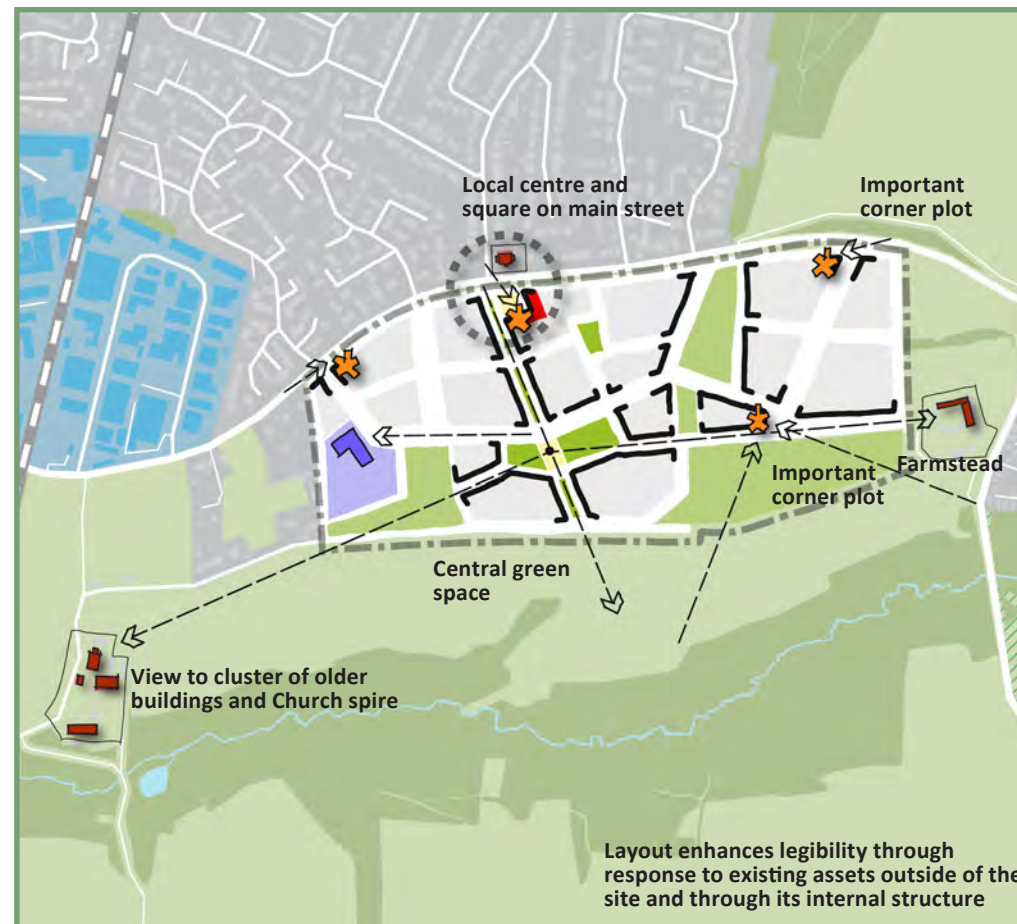 Local centre and
square on main street
Important
corner plot
Farmstead
Important
corner plot
Central green
space
View to cluster of older
buildings and Church spire
Layout enhances legibility through
response to existing assets outside of the
site and through its internal structure